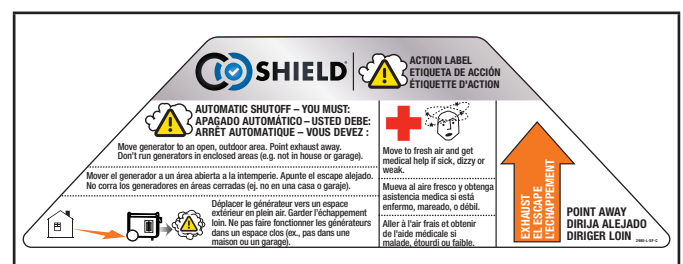 CO SHIELD®
ACTION LABEL
ETIQUETA DE ACCIÓN
ÉTIQUETTE D'ACTION
AUTOMATIC SHUTOFF – YOU MUST:
APAGADO AUTOMÁTICO – USTED DEBE:
ARRÊT AUTOMATIQUE – VOUS DEVEZ :
Move generator to an open, outdoor area. Point exhaust away.
Don't run generators in enclosed areas (e.g. not in house or garage).
Mover el generador a un área abierta a la intemperie. Apunte el escape alejado.
No corra los generadores en áreas cerradas (ej. no en una casa o garaje).
Déplacer le générateur vers un espace
extérieur en plein air. Garder l'échappement
loin. Ne pas faire fonctionner les générateurs
dans un espace clos (ex., pas dans une
maison ou un garage).
Move to fresh air and get
medical help if sick, dizzy or
weak.
Mueva al aire fresco y obtenga
asistencia medica si está
enfermo, mareado, o débil.
Aller à l'air frais et obtenir
de l'aide médicale si
malade, étourdi ou faible.
EXHAUST
EL ESCAPE
L'ÉCHAPPEMENT
POINT AWAY
DIRIJA ALEJADO
DIRIGER LOIN